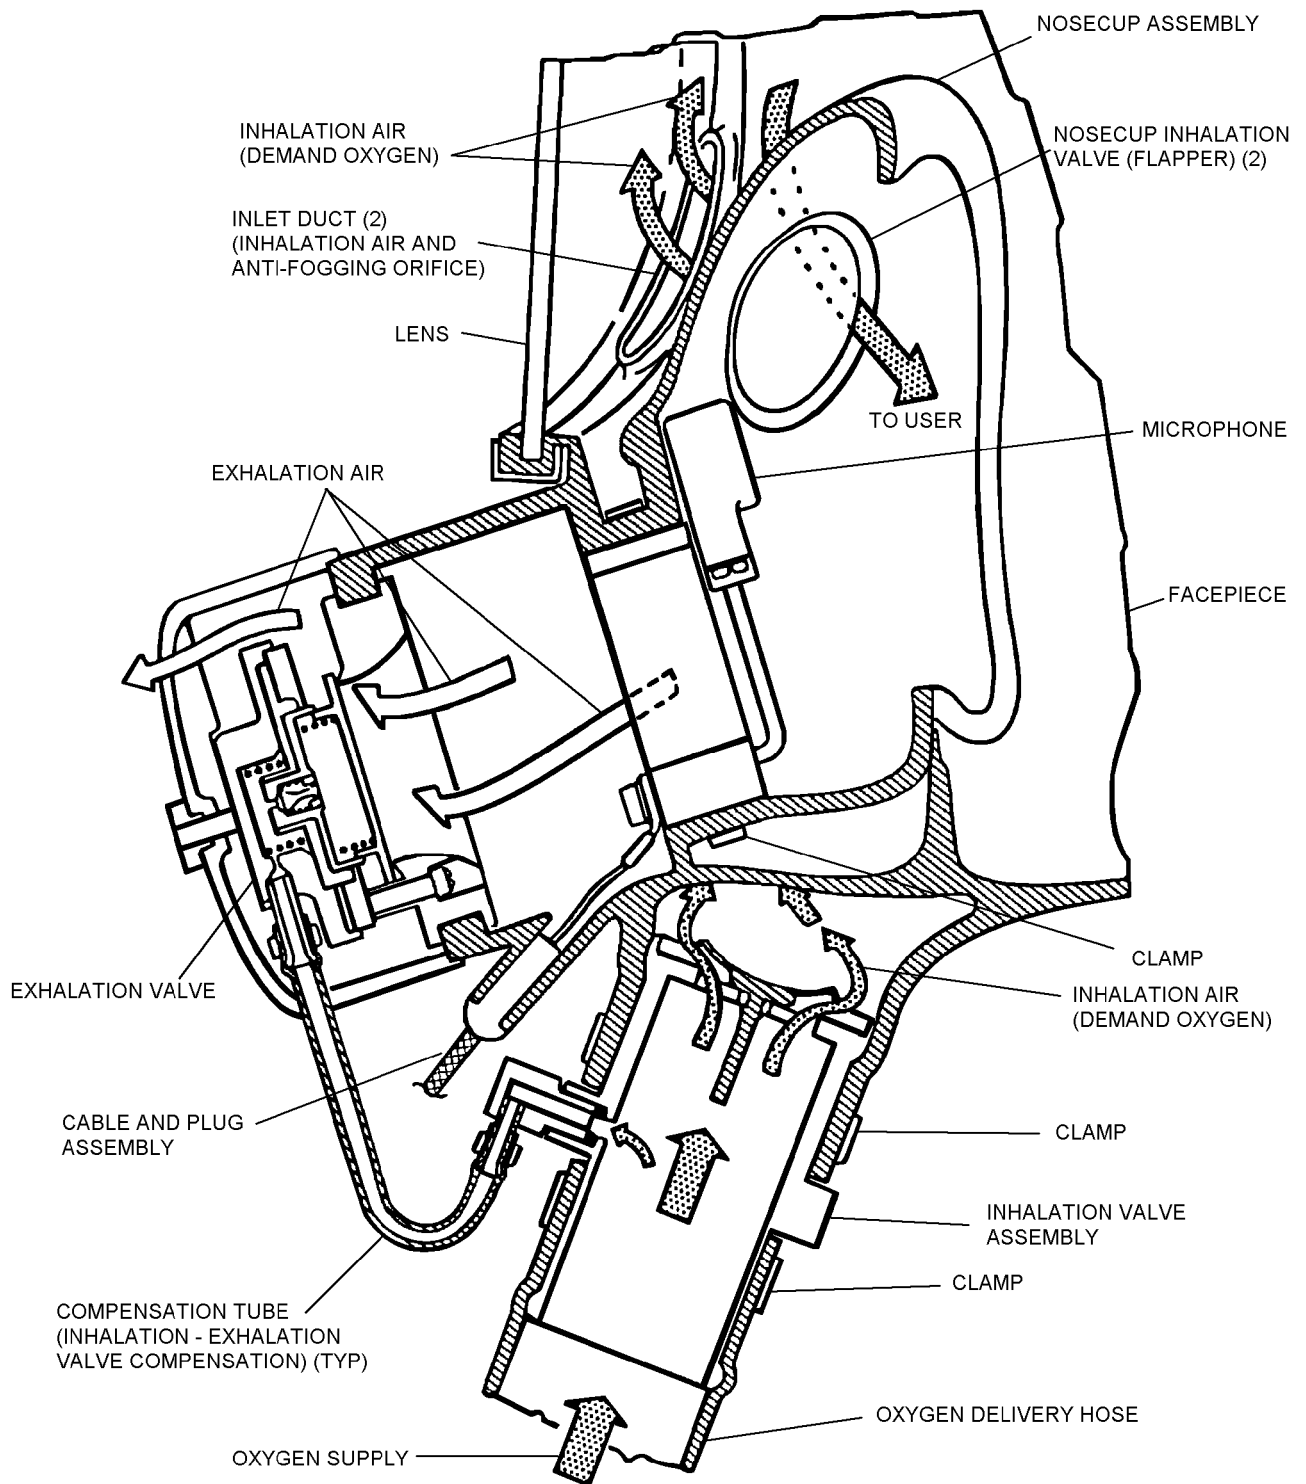 NOSECUP ASSEMBLY
INHALATION AIR
(DEMAND OXYGEN)
NOSECUP INHALATION
VALVE (FLAPPER) (2)
INLET DUCT (2)
(INHALATION AIR AND
ANTI-FOGGING ORIFICE)
LENS
TO USER
MICROPHONE
EXHALATION AIR
FACEPIECE
EXHALATION VALVE
CLAMP
INHALATION AIR
(DEMAND OXYGEN)
CABLE AND PLUG
ASSEMBLY
CLAMP
INHALATION VALVE
ASSEMBLY
CLAMP
COMPENSATION TUBE
(INHALATION - EXHALATION
VALVE COMPENSATION) (TYP)
OXYGEN DELIVERY HOSE
OXYGEN SUPPLY